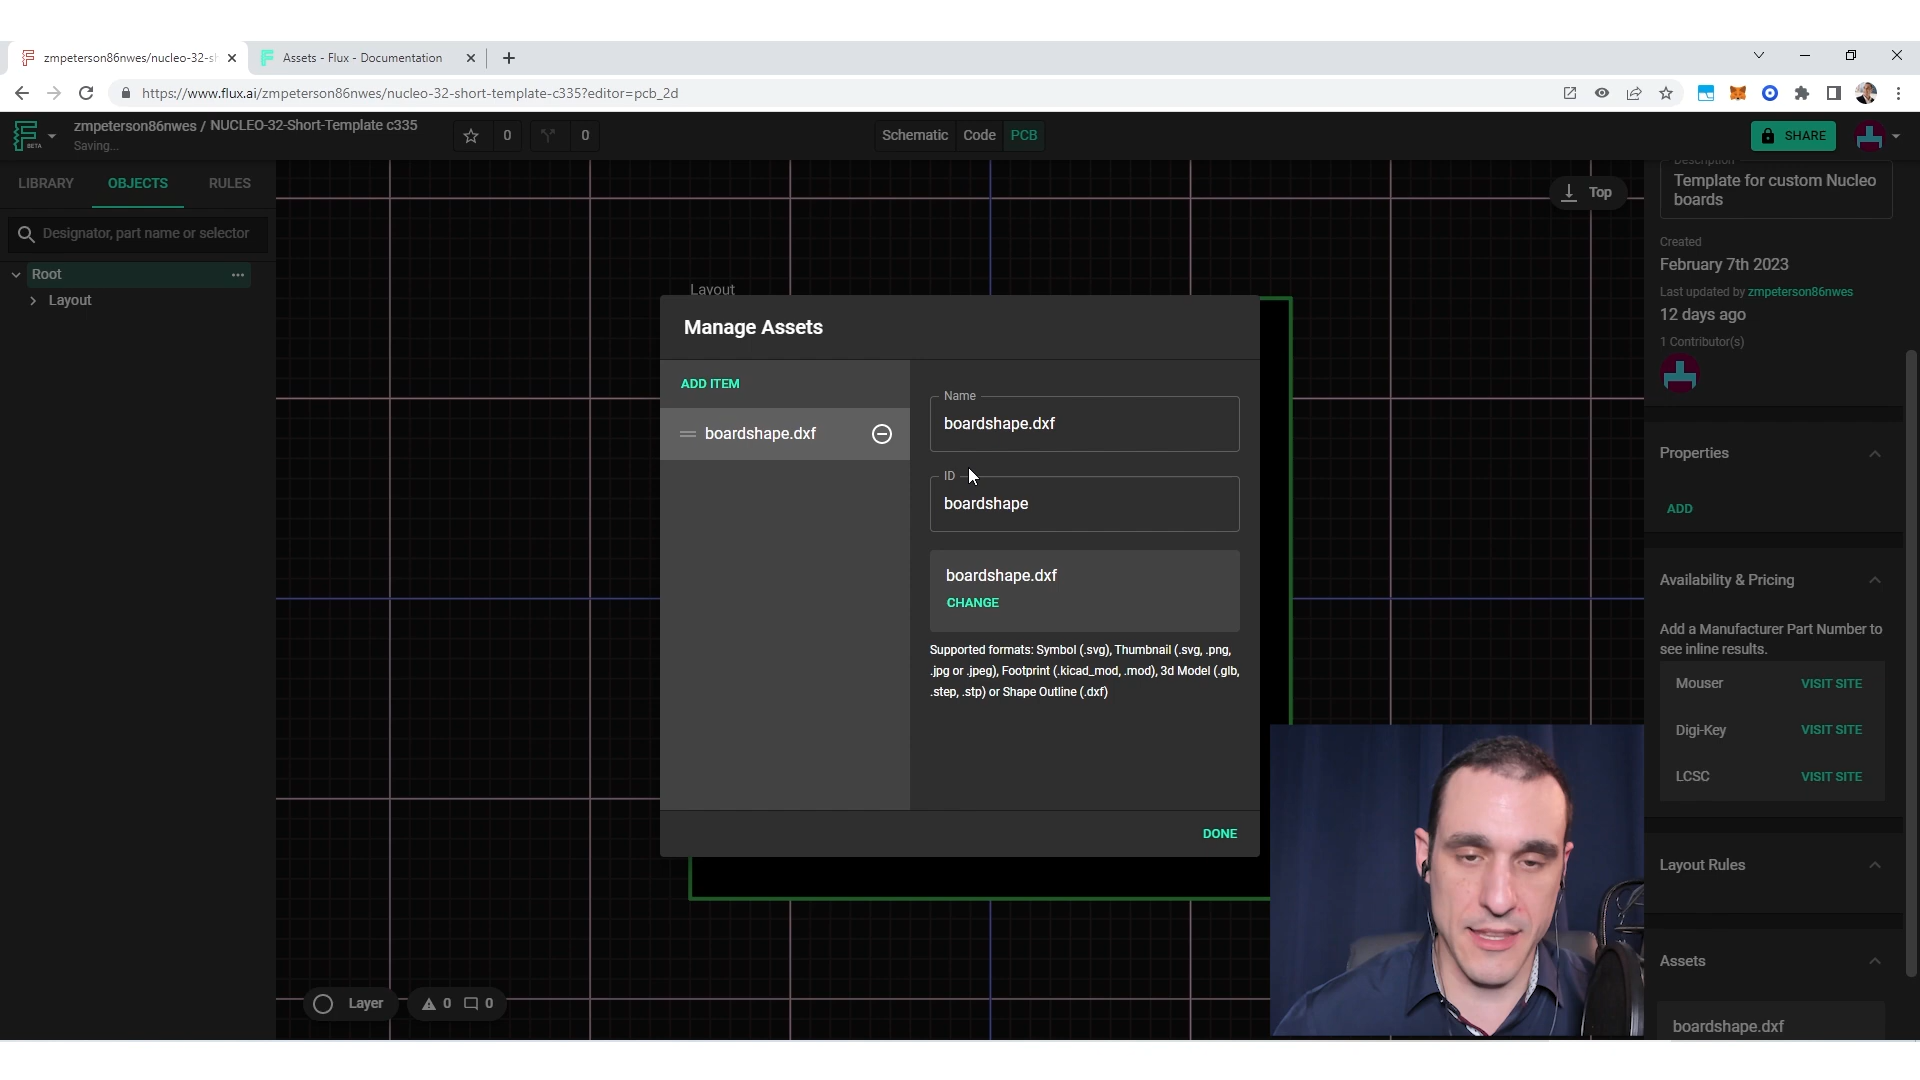 zmpeterson86nwes/nucleo-32-sh
Assets - Flux - Documentation
https://www.flux.ai/zmpeterson86nwes/nucleo-32-short-template-c335?editor=pcb_2d
BETA
zmpeterson86nwes / NUCLEO-32-Short-Template c335
Saving...
0
0
Schematic
Code
PCB
SHARE
LIBRARY
OBJECTS
RULES
Designator, part name or selector
Root
Layout
Top
Layout
Manage Assets
ADD ITEM
boardshape.dxf
Name
boardshape.dxf
ID
boardshape
boardshape.dxf
CHANGE
Supported formats: Symbol (.svg), Thumbnail (.svg, .png,
.jpg or .jpeg), Footprint (.kicad_mod, .mod), 3d Model (.glb,
.step, .stp) or Shape Outline (.dxf)
DONE
Layer
0
0
Description
Template for custom Nucleo
boards
Created
February 7th 2023
Last updated by zmpeterson86nwes
12 days ago
1 Contributor(s)
Properties
ADD
Availability & Pricing
Add a Manufacturer Part Number to
see inline results.
Mouser
VISIT SITE
Digi-Key
VISIT SITE
LCSC
VISIT SITE
Layout Rules
Assets
boardshape.dxf